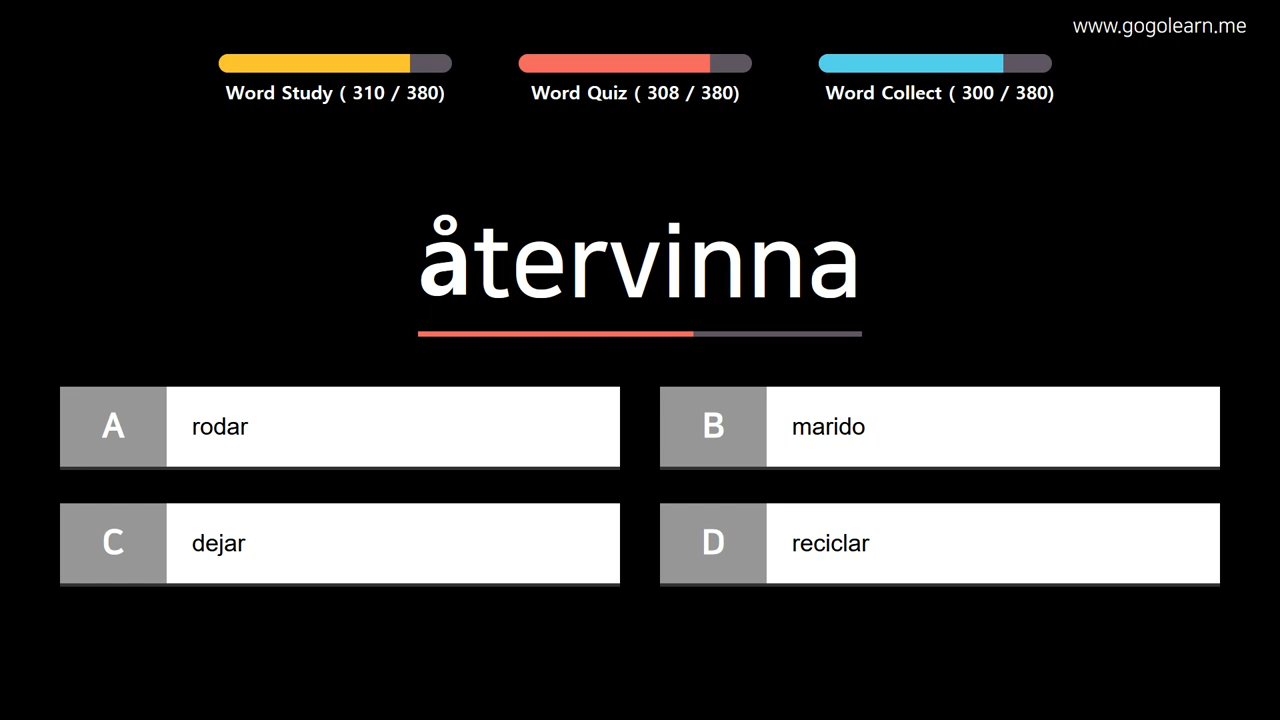 www.gogolearn.me
Word Study ( 310 / 380)
Word Quiz ( 308 / 380)
Word Collect ( 300 / 380)
återvinna
A rodar
B marido
C dejar
D reciclar